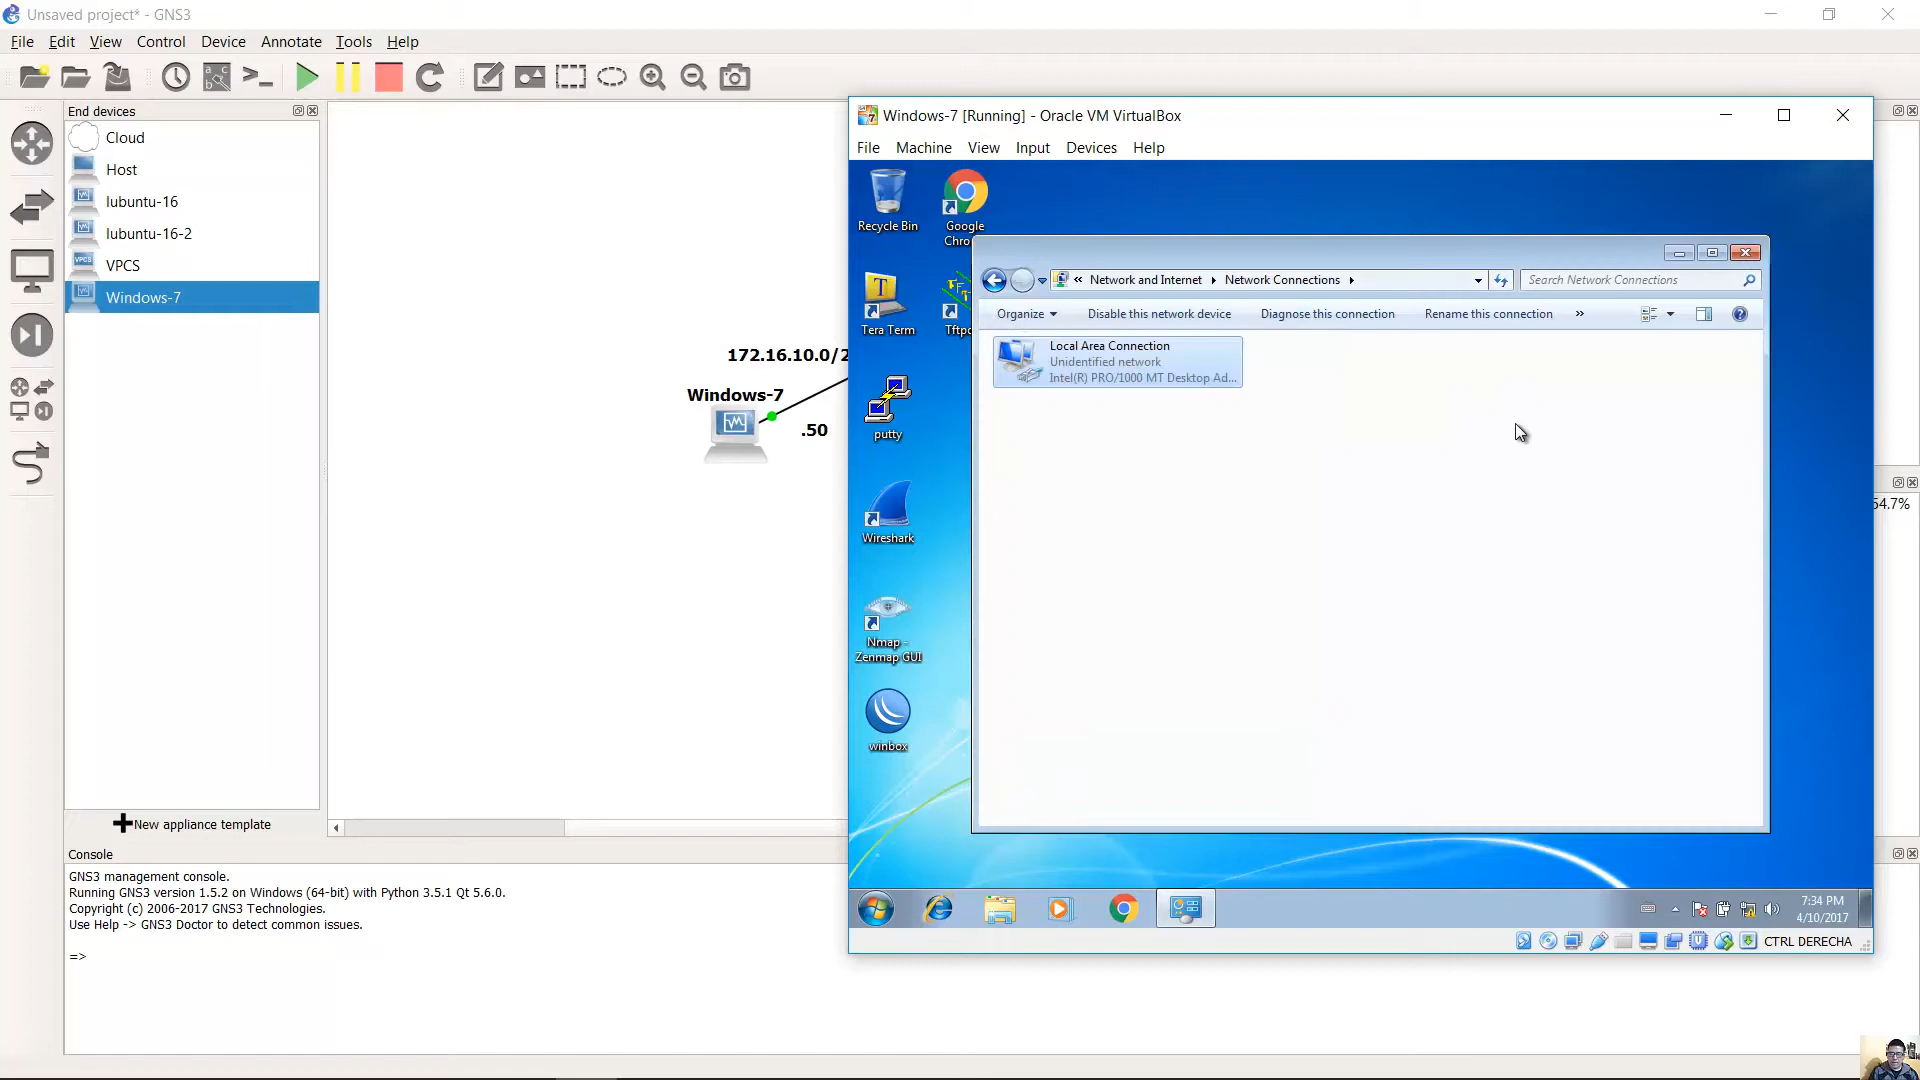 Unsaved project* - GNS3
File Edit View Control Device Annotate Tools Help
End devices
Cloud
Host
lubuntu-16
lubuntu-16-2
VPCS
VPCS
Windows-7
New appliance template
172.16.10.0/2
Windows-7
.50
Windows-7 [Running] - Oracle VM VirtualBox
File Machine View Input Devices Help
Recycle Bin
Google
Chro
Tera Term
Tftpd
putty
Wireshark
Nmap -
Zenmap GUI
winbox
« Network and Internet Network Connections
Search Network Connections
Organize Disable this network device Diagnose this connection Rename this connection »
Local Area Connection
Unidentified network
Intel(R) PRO/1000 MT Desktop Ad...
7:34 PM
4/10/2017
CTRL DERECHA
54.7%
Console
GNS3 management console.
Running GNS3 version 1.5.2 on Windows (64-bit) with Python 3.5.1 Qt 5.6.0.
Copyright (c) 2006-2017 GNS3 Technologies.
Use Help -> GNS3 Doctor to detect common issues.
=>